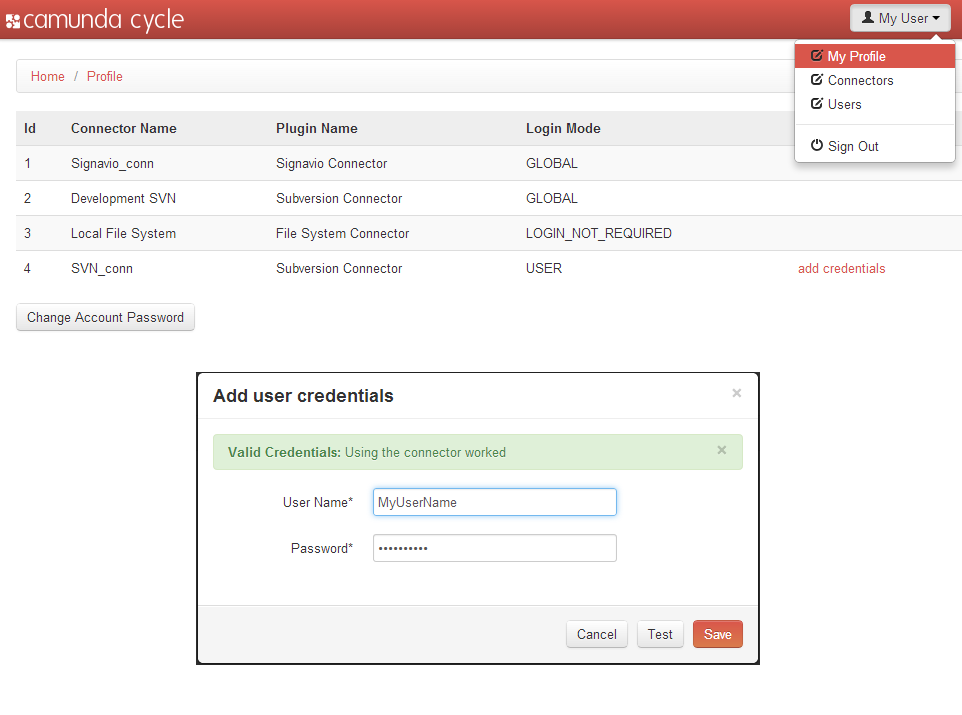 camunda cycle
My User
My Profile
Connectors
Users
Sign Out
Home / Profile
Id Connector Name Plugin Name Login Mode
1 Signavio_conn Signavio Connector GLOBAL
2 Development SVN Subversion Connector GLOBAL
3 Local File System File System Connector LOGIN_NOT_REQUIRED
4 SVN_conn Subversion Connector USER add credentials
Change Account Password
Add user credentials ×
Valid Credentials: Using the connector worked ×
User Name* MyUserName
Password* ••••••••••
Cancel Test Save